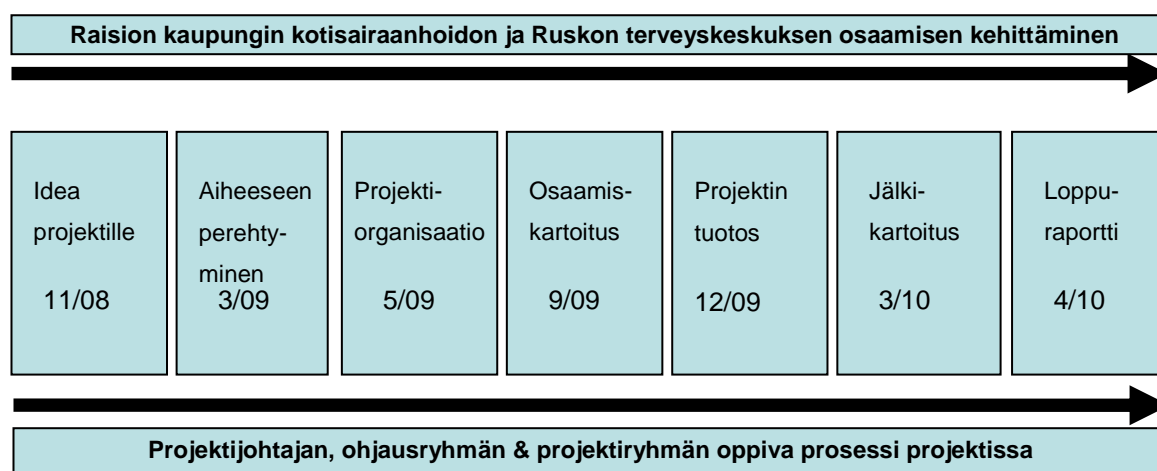 Raision kaupungin kotisairaanhoidon ja Ruskon terveyskeskuksen osaamisen kehittäminen
Idea
projektille
11/08
Aiheeseen
perehty-
minen
3/09
Projekti-
organisaatio
5/09
Osaamis-
kartoitus
9/09
Projektin
tuotos
12/09
Jälki-
kartoitus
3/10
Loppu-
raportti
4/10
Projektijohtajan, ohjausryhmän & projektiryhmän oppiva prosessi projektissa